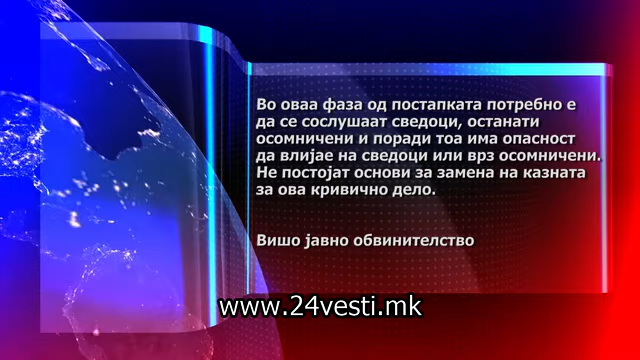 Во оваа фаза од постапката потребно е
да се сослушаат сведоци, останати
осомничени и поради тоа има опасност
да влијае на сведоци или врз осомничени.
Не постојат основи за замена на казната
за ова кривично дело.
Вишо јавно обвинителство
www.24vesti.mk